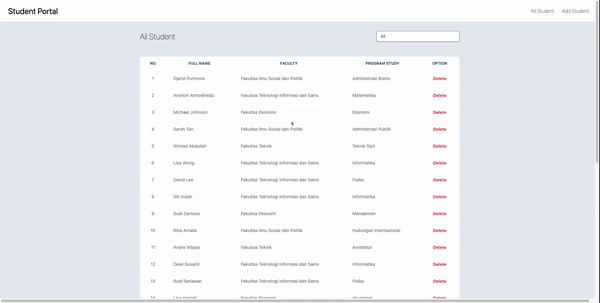 Student Portal All Student Add Student
All Student All
NO FULL NAME FACULTY PROGRAM STUDY OPTION
1 Djarot Purnomo Fakultas Ilmu Sosial dan Politik Administrasi Bisnis Delete
2 Anshori Atmodiredjo Fakultas Teknologi Informasi dan Sains Matematika Delete
3 Michael Johnson Fakultas Ekonomi Ekonomi Delete
4 Sarah Tan Fakultas Ilmu Sosial dan Politik Administrasi Publik Delete
5 Ahmad Abdullah Fakultas Teknik Teknik Sipil Delete
6 Lisa Wong Fakultas Teknologi Informasi dan Sains Informatika Delete
7 David Lee Fakultas Teknologi Informasi dan Sains Fisika Delete
8 Siti Indah Fakultas Teknologi Informasi dan Sains Informatika Delete
9 Budi Santoso Fakultas Ekonomi Manajemen Delete
10 Rina Amalia Fakultas Ilmu Sosial dan Politik Hubungan Internasional Delete
11 Andre Wijaya Fakultas Teknik Arsitektur Delete
12 Dewi Susanti Fakultas Teknologi Informasi dan Sains Informatika Delete
13 Rudi Setiawan Fakultas Teknologi Informasi dan Sains Fisika Delete